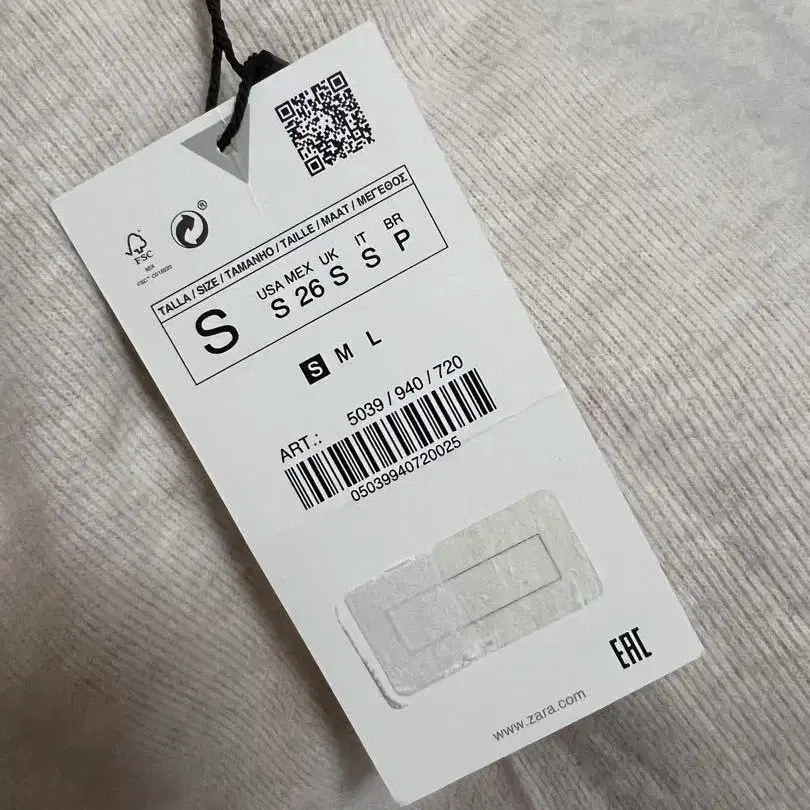 FSC
MIX
®
TALLA / SIZE / TAMANHO / TAILLE / MAAT / ΜΕΓΕΘΟΣ
USA MEX UK IT BR
S S 26 S S P
S M L
ART.: 5039 / 940 / 720
05039940720025
EAC
www.zara.com